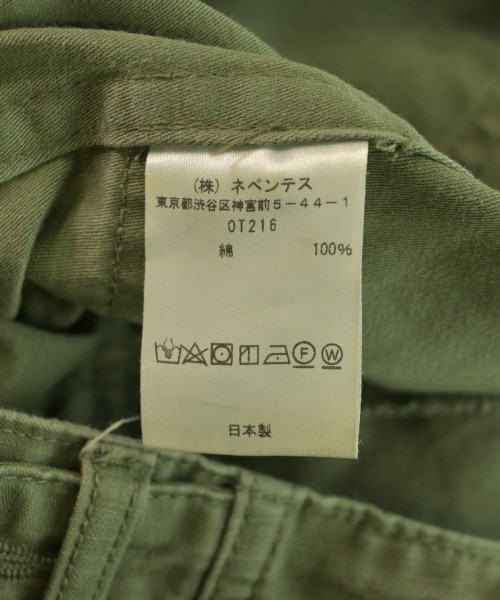 (株) ネペンテス
東京都渋谷区神宮前5-44-1
OT216
綿 100%
F W
日本製